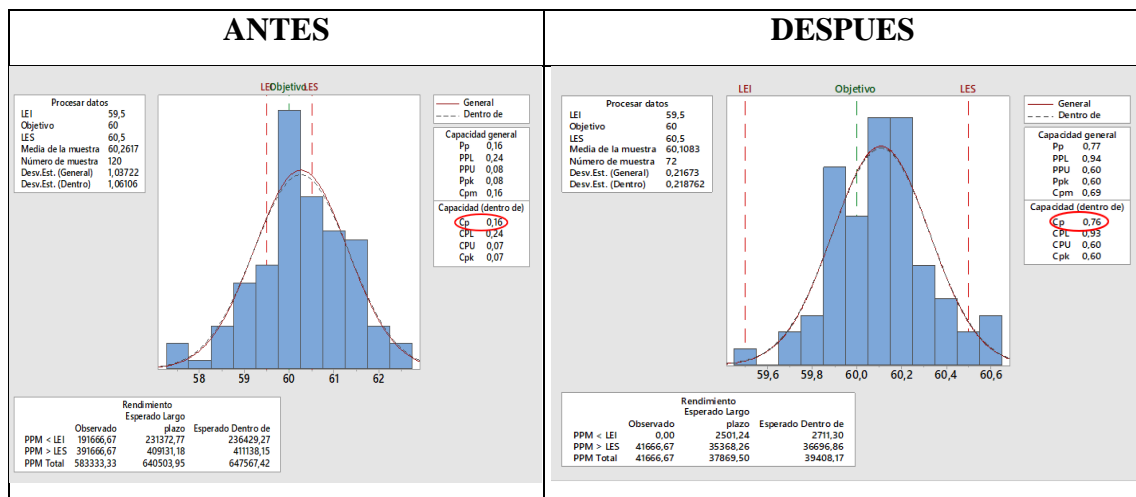 ANTES
LEI Objetivo LES
Procesar datos
LEI 59,5
Objetivo 60
LES 60,5
Media de la muestra 60,2617
Número de muestra 120
Desv.Est. (General) 1,03722
Desv.Est. (Dentro) 1,06106
General
Dentro de
Capacidad general
Pp 0,16
PPL 0,24
PPU 0,08
Ppk 0,08
Cpm 0,16
Capacidad (dentro de)
Cp 0,16
CPL 0,24
CPU 0,07
Cpk 0,07
58 59 60 61 62
Rendimiento
Esperado Largo
Observado plazo Esperado Dentro de
PPM < LEI 191666,67 231372,77 236429,27
PPM > LES 391666,67 409131,18 411138,15
PPM Total 583333,33 640503,95 647567,42
DESPUES
LEI Objetivo LES
Procesar datos
LEI 59,5
Objetivo 60
LES 60,5
Media de la muestra 60,1083
Número de muestra 72
Desv.Est. (General) 0,21673
Desv.Est. (Dentro) 0,218762
General
Dentro de
Capacidad general
Pp 0,77
PPL 0,94
PPU 0,60
Ppk 0,60
Cpm 0,69
Capacidad (dentro de)
Cp 0,76
CPL 0,93
CPU 0,60
Cpk 0,60
59,6 59,8 60,0 60,2 60,4 60,6
Rendimiento
Esperado Largo
Observado plazo Esperado Dentro de
PPM < LEI 0,00 2501,24 2711,30
PPM > LES 41666,67 35368,26 36696,86
PPM Total 41666,67 37869,50 39408,17